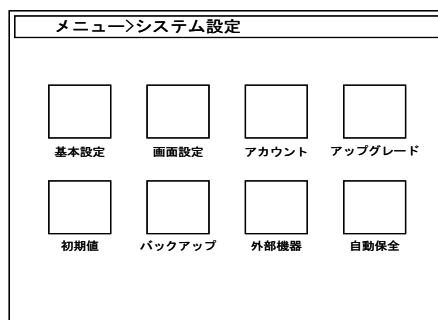 メニュー>システム設定
基本設定 画面設定 アカウント アップグレード
初期値 バックアップ 外部機器 自動保全